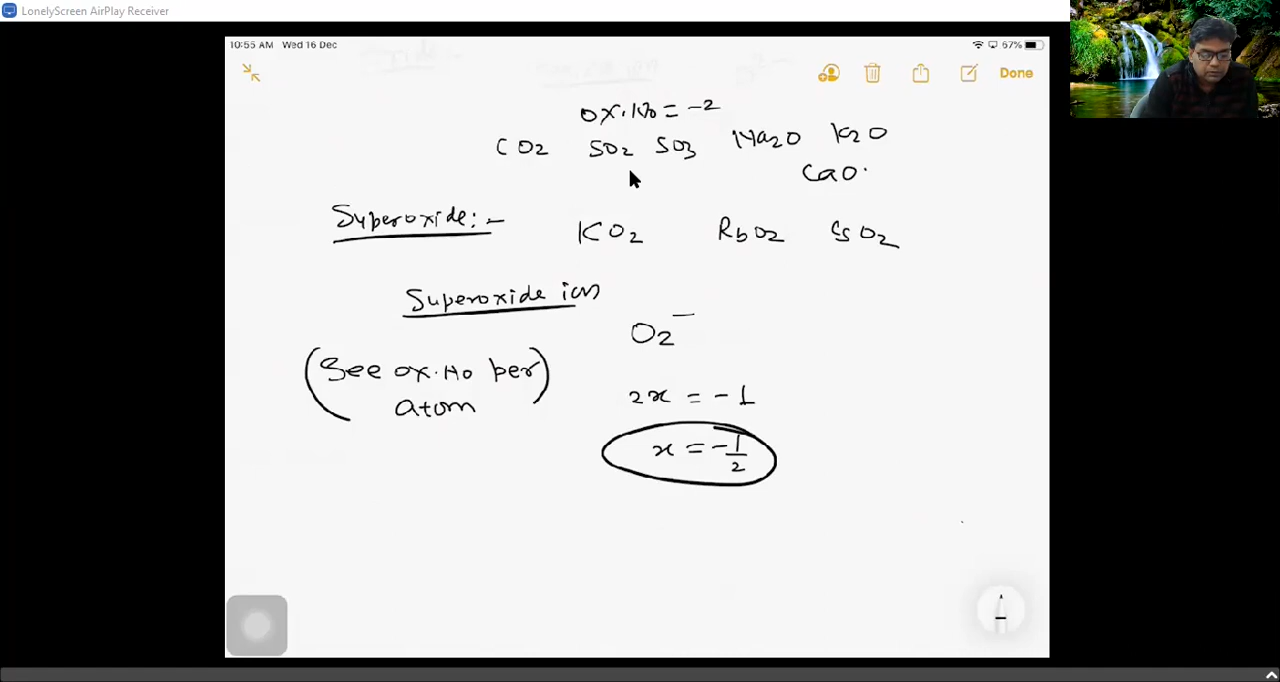 LonelyScreen AirPlay Receiver
10:55 AM Wed 16 Dec
67%
Done
OX.No = -2
CO2 SO2 SO3 Na2O K2O
CaO.
Superoxide:- KCO2 RbO2 CsO2
Superoxide ion
O2⁻
(See ox.No per
atom)
2x = -1
x = -1/2